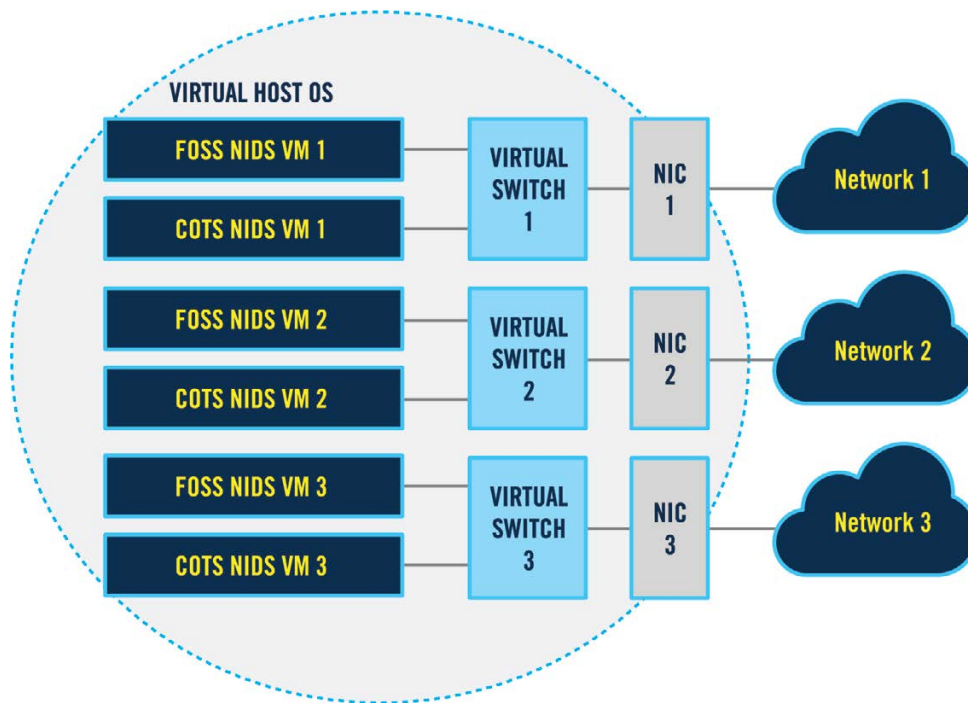 VIRTUAL HOST OS
FOSS NIDS VM 1
COTS NIDS VM 1
VIRTUAL
SWITCH
1
NIC
1
Network 1
FOSS NIDS VM 2
COTS NIDS VM 2
VIRTUAL
SWITCH
2
NIC
2
Network 2
FOSS NIDS VM 3
COTS NIDS VM 3
VIRTUAL
SWITCH
3
NIC
3
Network 3